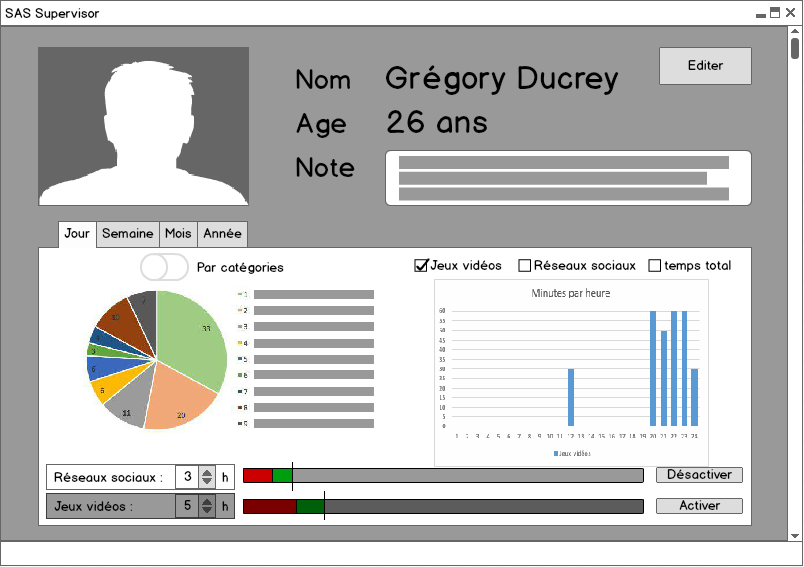 SAS Supervisor
Nom Grégory Ducrey
Editer
Age 26 ans
Note
Jour Semaine Mois Année
Par catégories
Jeux vidéos Réseaux sociaux temps total
33
20
11
6
6
3
10
7
1
2
3
4
5
6
7
8
9
Minutes par heure
60
55
50
45
40
35
30
25
20
15
10
5
0
1 2 3 4 5 6 7 8 9 10 11 12 13 14 15 16 17 18 19 20 21 22 23 24
Jeux vidéos
Réseaux sociaux : 3 h
Désactiver
Jeux vidéos : 5 h
Activer